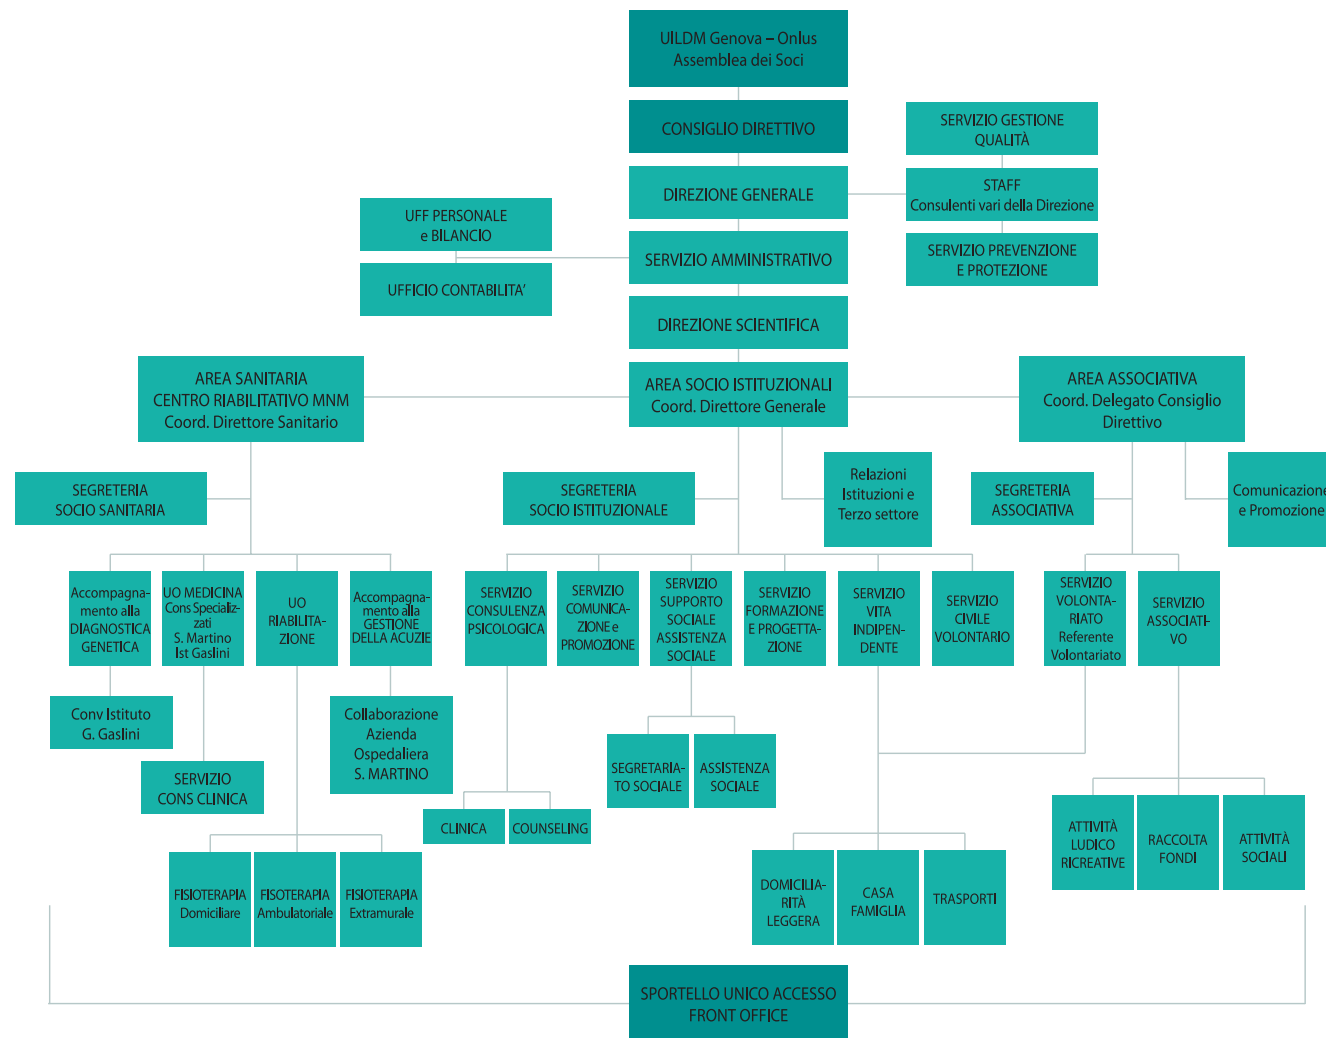 UILDM Genova – Onlus
Assemblea dei Soci
CONSIGLIO DIRETTIVO
SERVIZIO GESTIONE
QUALITÀ
DIREZIONE GENERALE
STAFF
Consulenti vari della Direzione
UFF PERSONALE
e BILANCIO
SERVIZIO AMMINISTRATIVO
SERVIZIO PREVENZIONE
E PROTEZIONE
UFFICIO CONTABILITA’
DIREZIONE SCIENTIFICA
AREA SANITARIA
CENTRO RIABILITATIVO MNM
Coord. Direttore Sanitario
AREA SOCIO ISTITUZIONALI
Coord. Direttore Generale
AREA ASSOCIATIVA
Coord. Delegato Consiglio
Direttivo
SEGRETERIA
SOCIO SANITARIA
SEGRETERIA
SOCIO ISTITUZIONALE
Relazioni
Istituzioni e
Terzo settore
SEGRETERIA
ASSOCIATIVA
Comunicazione
e Promozione
Accompagna-
mento alla
DIAGNOSTICA
GENETICA
UO MEDICINA
Cons Specializ-
zati
S. Martino
Ist Gaslini
UO
RIABILITA-
ZIONE
Accompagna-
mento alla
GESTIONE
DELLA ACUZIE
SERVIZIO
CONSULENZA
PSICOLOGICA
SERVIZIO
COMUNICA-
ZIONE e
PROMOZIONE
SERVIZIO
SUPPORTO
SOCIALE
ASSISTENZA
SOCIALE
SERVIZIO
FORMAZIONE
E PROGETTA-
ZIONE
SERVIZIO
VITA
INDIPEN-
DENTE
SERVIZIO
CIVILE
VOLONTARIO
SERVIZIO
VOLONTA-
RIATO
Referente
Volontariato
SERVIZIO
ASSOCIATI-
VO
Conv Istituto
G. Gaslini
Collaborazione
Azienda
Ospedaliera
S. MARTINO
SERVIZIO
CONS CLINICA
SEGRETARIA-
TO SOCIALE
ASSISTENZA
SOCIALE
CLINICA
COUNSELING
ATTIVITÀ
LUDICO
RICREATIVE
RACCOLTA
FONDI
ATTIVITÀ
SOCIALI
FISIOTERAPIA
Domiciliare
FISOTERAPIA
Ambulatoriale
FISIOTERAPIA
Extramurale
DOMICILIA-
RITÀ
LEGGERA
CASA
FAMIGLIA
TRASPORTI
SPORTELLO UNICO ACCESSO
FRONT OFFICE